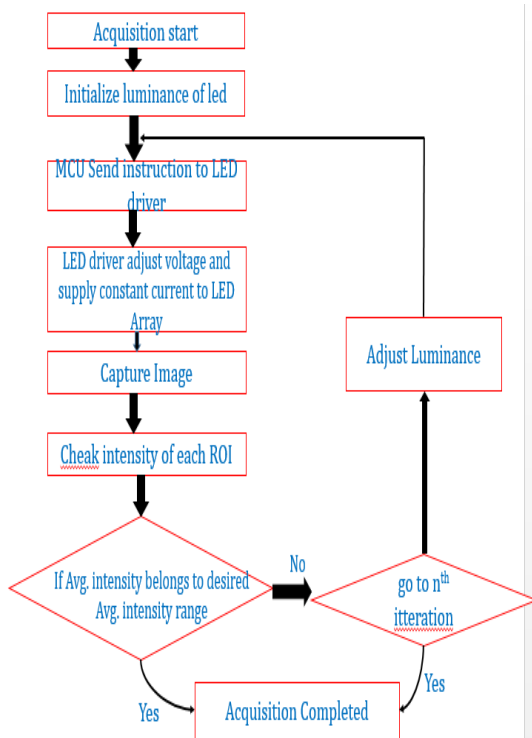 Acquisition start
Initialize luminance of led
MCU Send instruction to LED
driver
LED driver adjust voltage and
supply constant current to LED
Array
Capture Image
Cheak intensity of each ROI
If Avg. intensity belongs to desired
Avg. intensity range
No
go to nth
itteration
Adjust Luminance
Yes
Yes
Acquisition Completed